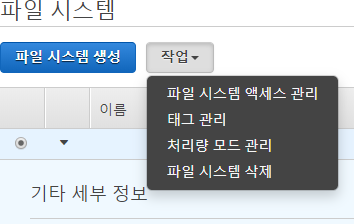 파일 시스템
파일 시스템 생성 작업
파일 시스템 액세스 관리
이름
태그 관리
처리량 모드 관리
파일 시스템 삭제
기타 세부 정보